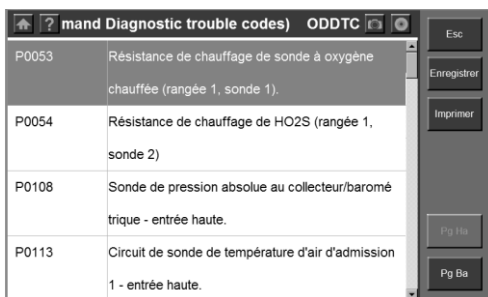 ? mand Diagnostic trouble codes) ODDTC
Esc
P0053 Résistance de chauffage de sonde à oxygène
chauffée (rangée 1, sonde 1).
Enregistrer
P0054 Résistance de chauffage de HO2S (rangée 1,
sonde 2)
Imprimer
P0108 Sonde de pression absolue au collecteur/baromé
trique - entrée haute.
Pg Ha
P0113 Circuit de sonde de température d'air d'admission
1 - entrée haute.
Pg Ba